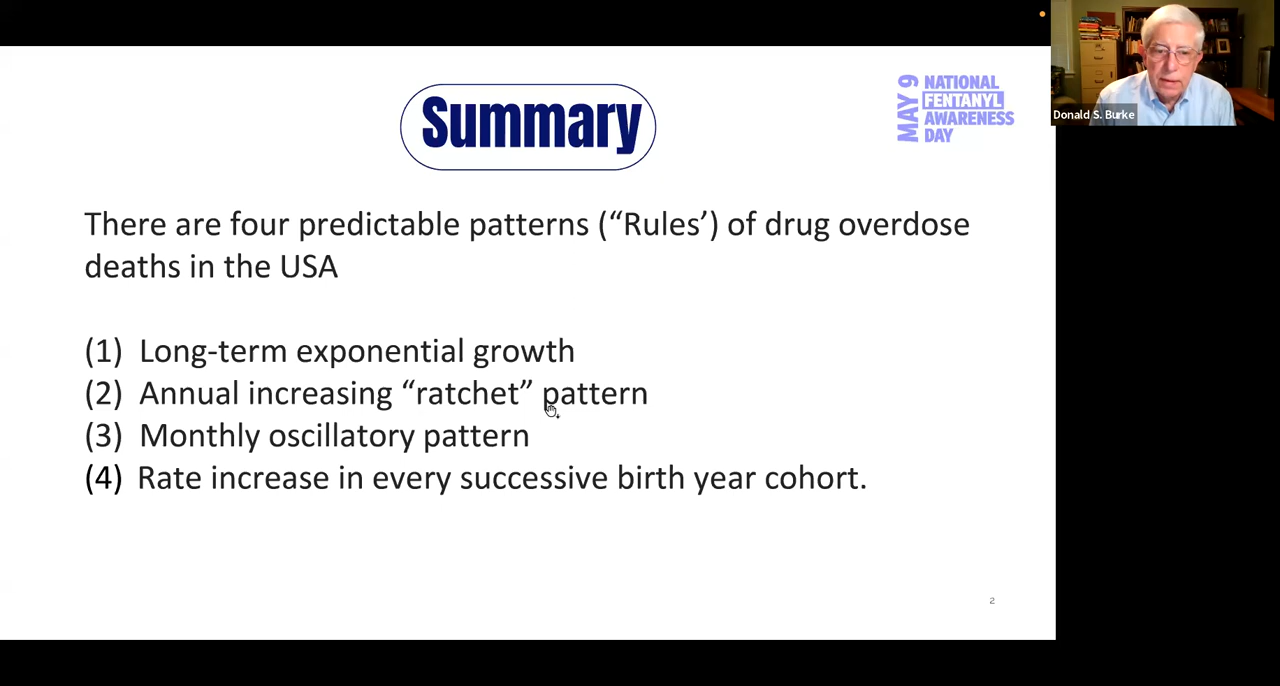 Summary
MAY 9
NATIONAL
FENTANYL
AWARENESS
DAY
Donald S. Burke
There are four predictable patterns (“Rules’) of drug overdose
deaths in the USA
(1) Long-term exponential growth
(2) Annual increasing “ratchet” pattern
(3) Monthly oscillatory pattern
(4) Rate increase in every successive birth year cohort.
2